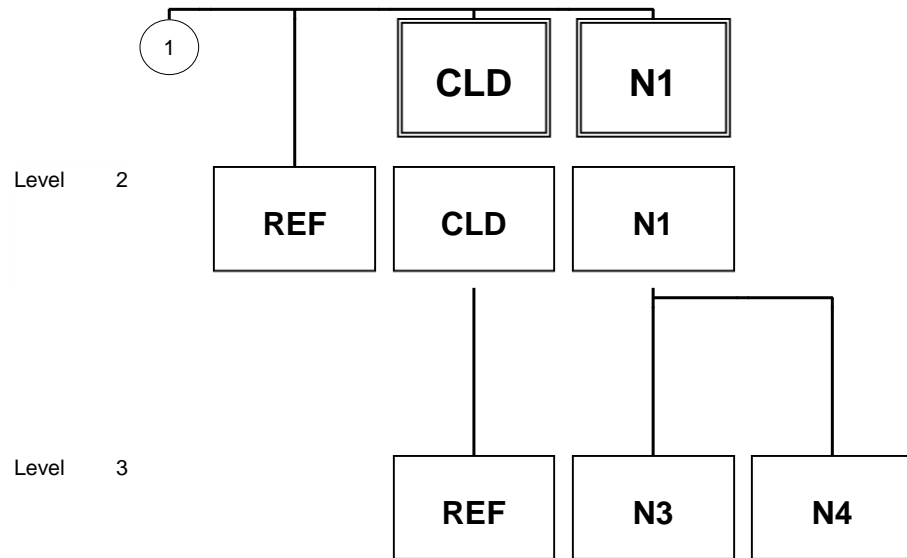 1
CLD N1
Level 2
REF CLD N1
Level 3
REF N3 N4